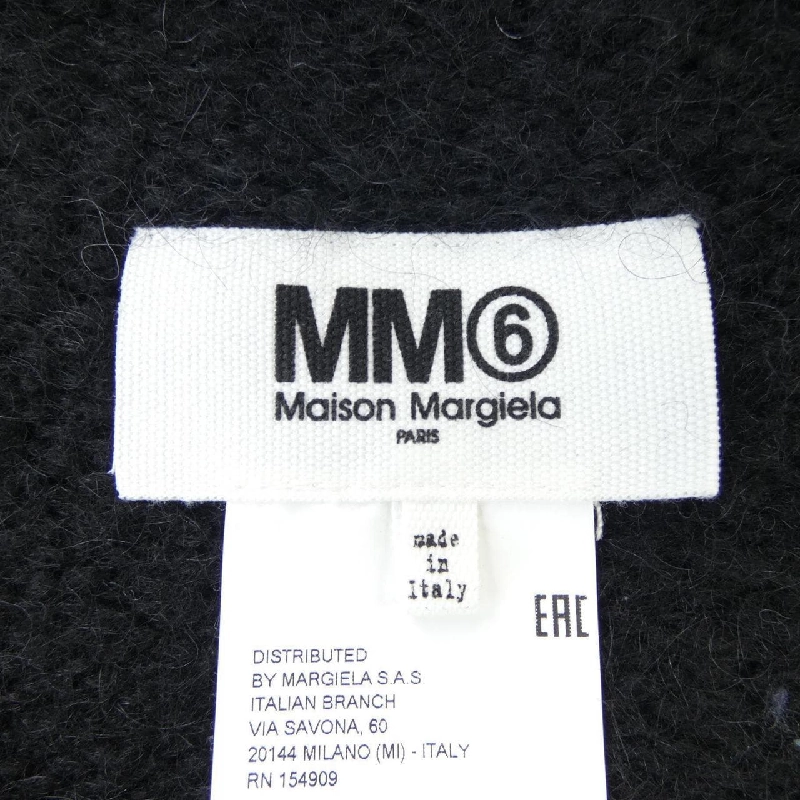 MM⑥
Maison Margiela
PARIS
made
in
Italy
EAC
DISTRIBUTED
BY MARGIELA S.A.S
ITALIAN BRANCH
VIA SAVONA, 60
20144 MILANO (MI) - ITALY
RN 154909